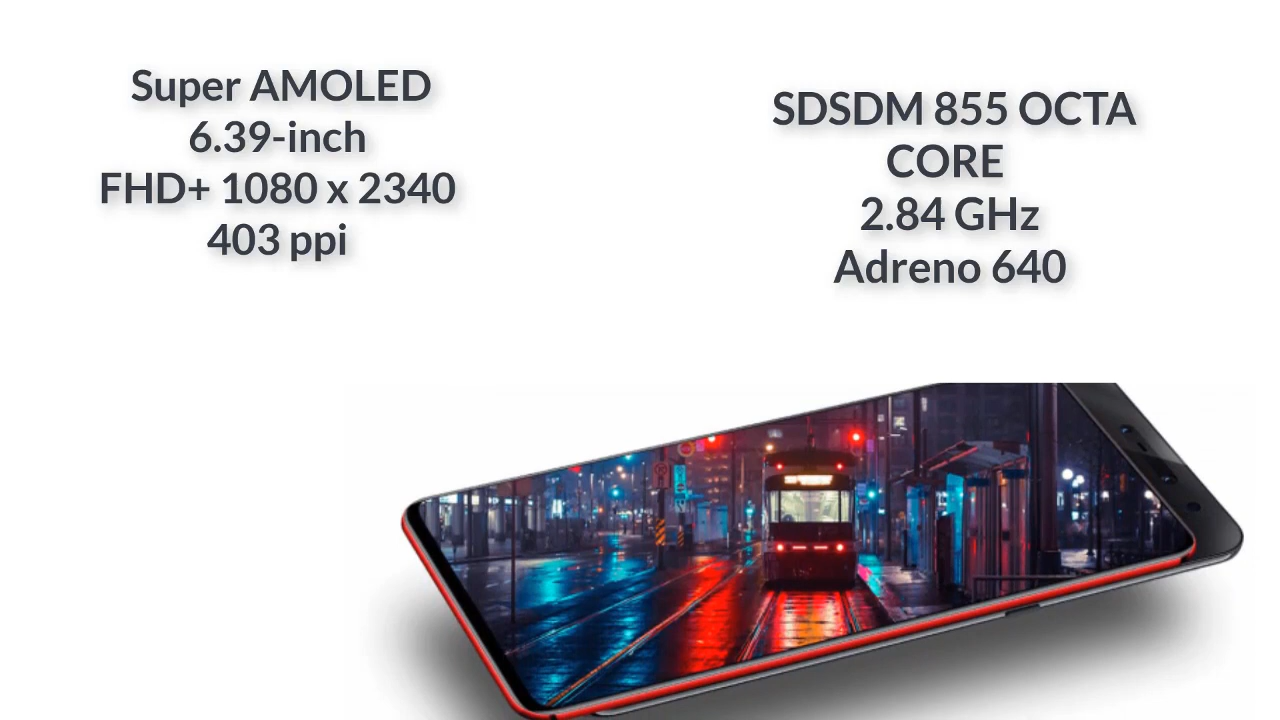 Super AMOLED
6.39-inch
FHD+ 1080 x 2340
403 ppi
SDSDM 855 OCTA
CORE
2.84 GHz
Adreno 640